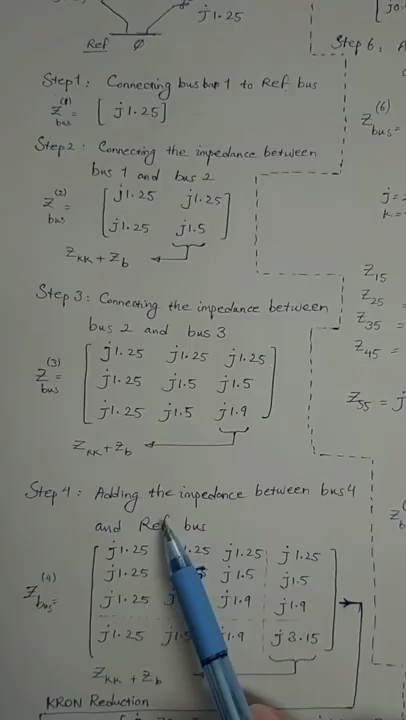 j1.25
Ref
0
Step 1: Connecting busbar 1 to Ref bus
Z bus (1) = [ j1.25 ]
Step 2: Connecting the impedance between
bus 1 and bus 2
Z bus (2) =
j1.25 j1.25
j1.25 j1.5
ZKK + Zb
Step 3: Connecting the impedance between
bus 2 and bus 3
Z bus (3) =
j1.25 j1.25 j1.25
j1.25 j1.5 j1.5
j1.25 j1.5 j1.9
ZKK + Zb
Step 4: Adding the impedance between bus 4
and Ref bus
Z bus (4) =
j1.25 .25 j1.25 j1.25
j1.25 j1.5 j1.5
j1.25 j1.9 j1.9
j1.25 j1.9 j3.15
ZKK + Zb
KRON Reduction
Step 6:
Z bus (6) =
Z15
Z25
Z35
Z45
Z55 = j